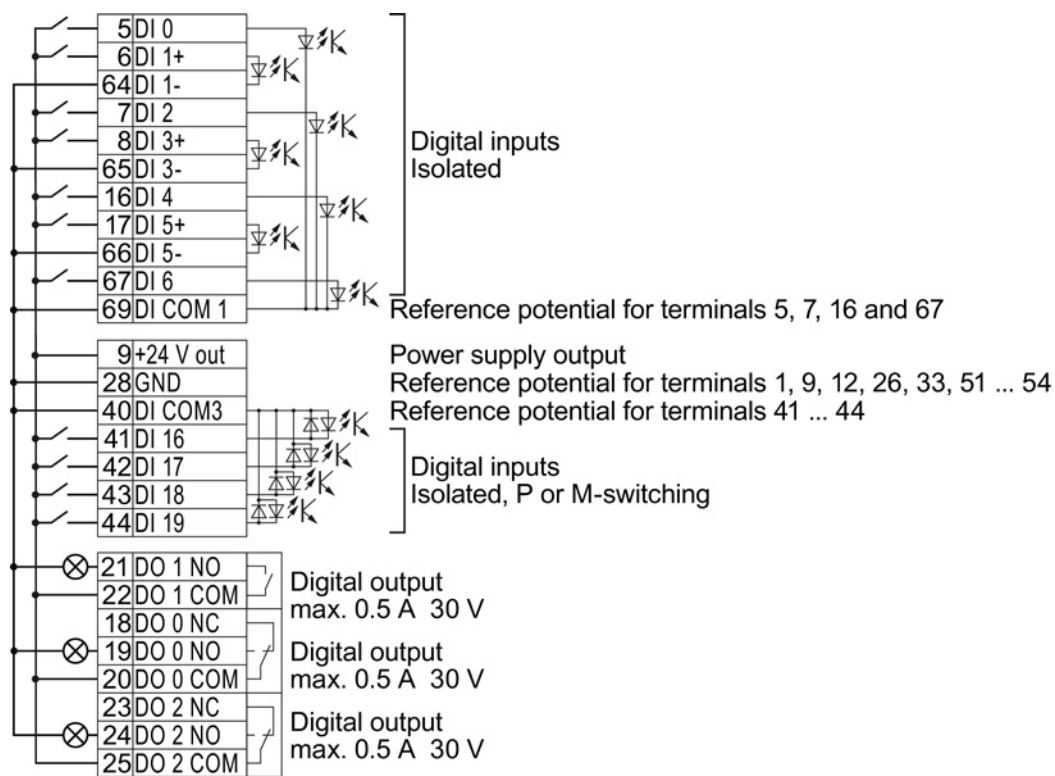 5 DI 0
6 DI 1+
64 DI 1-
7 DI 2
8 DI 3+
65 DI 3-
16 DI 4
17 DI 5+
66 DI 5-
67 DI 6
Digital inputs
Isolated
69 DI COM 1 Reference potential for terminals 5, 7, 16 and 67
9 +24 V out Power supply output
28 GND Reference potential for terminals 1, 9, 12, 26, 33, 51 ... 54
40 DI COM3 Reference potential for terminals 41 ... 44
41 DI 16
42 DI 17
43 DI 18
44 DI 19
Digital inputs
Isolated, P or M-switching
21 DO 1 NO
22 DO 1 COM
Digital output
max. 0.5 A 30 V
18 DO 0 NC
19 DO 0 NO
20 DO 0 COM
Digital output
max. 0.5 A 30 V
23 DO 2 NC
24 DO 2 NO
25 DO 2 COM
Digital output
max. 0.5 A 30 V